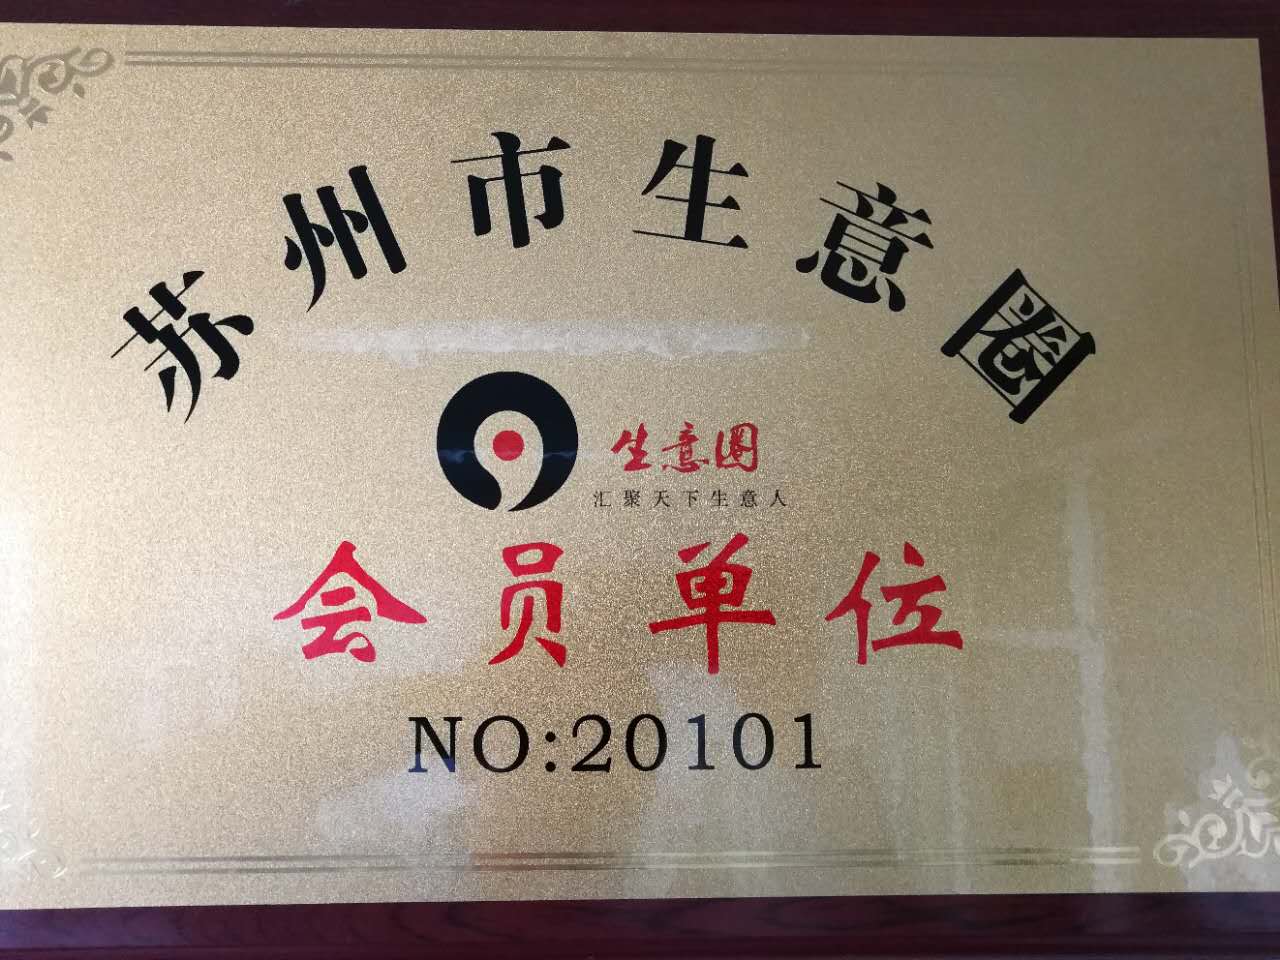 苏州市生意圈
生意圈
汇聚天下生意人
会员单位
NO:20101